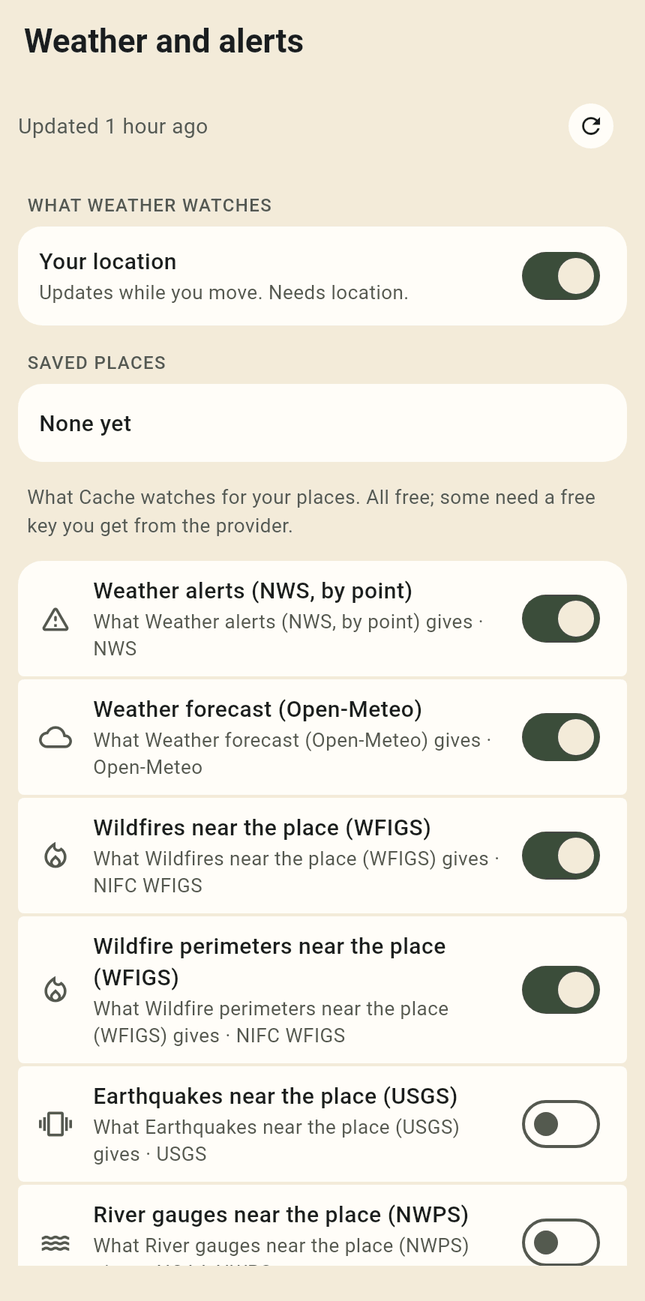 Weather and alerts
Updated 1 hour ago
WHAT WEATHER WATCHES
Your location
Updates while you move. Needs location.
SAVED PLACES
None yet
What Cache watches for your places. All free; some need a free
key you get from the provider.
Weather alerts (NWS, by point)
What Weather alerts (NWS, by point) gives ·
NWS
Weather forecast (Open-Meteo)
What Weather forecast (Open-Meteo) gives ·
Open-Meteo
Wildfires near the place (WFIGS)
What Wildfires near the place (WFIGS) gives ·
NIFC WFIGS
Wildfire perimeters near the place
(WFIGS)
What Wildfire perimeters near the place
(WFIGS) gives · NIFC WFIGS
Earthquakes near the place (USGS)
What Earthquakes near the place (USGS)
gives · USGS
River gauges near the place (NWPS)
What River gauges near the place (NWPS)